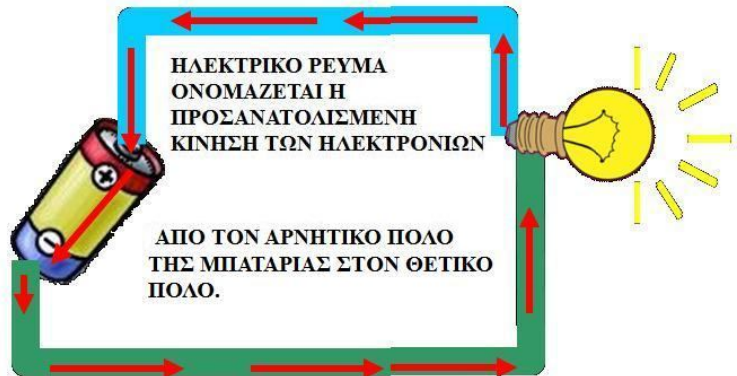 ΗΛΕΚΤΡΙΚΟ ΡΕΥΜΑ
ΟΝΟΜΑΖΕΤΑΙ Η
ΠΡΟΣΑΝΑΤΟΛΙΣΜΕΝΗ
ΚΙΝΗΣΗ ΤΩΝ ΗΛΕΚΤΡΟΝΙΩΝ
ΑΠΟ ΤΟΝ ΑΡΝΗΤΙΚΟ ΠΟΛΟ
ΤΗΣ ΜΠΑΤΑΡΙΑΣ ΣΤΟΝ ΘΕΤΙΚΟ
ΠΟΛΟ.